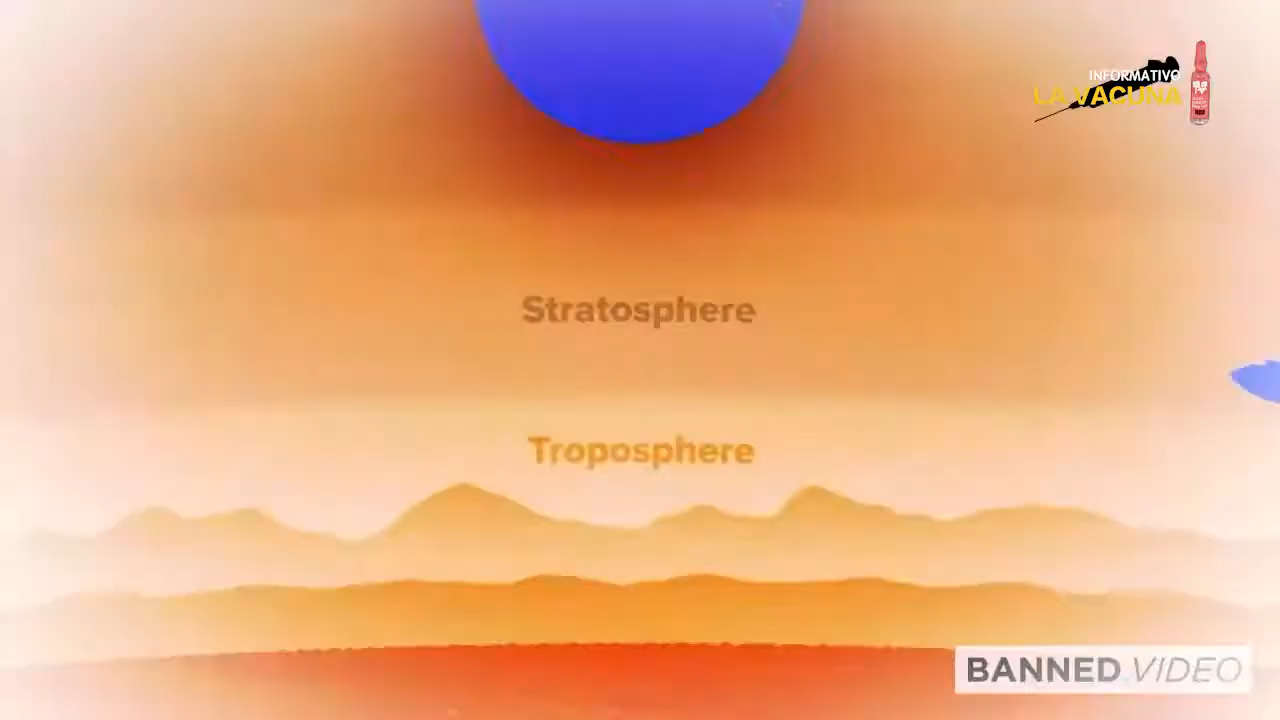 INFORMATIVO
LA VACUNA
Stratosphere
Troposphere
BANNED.VIDEO